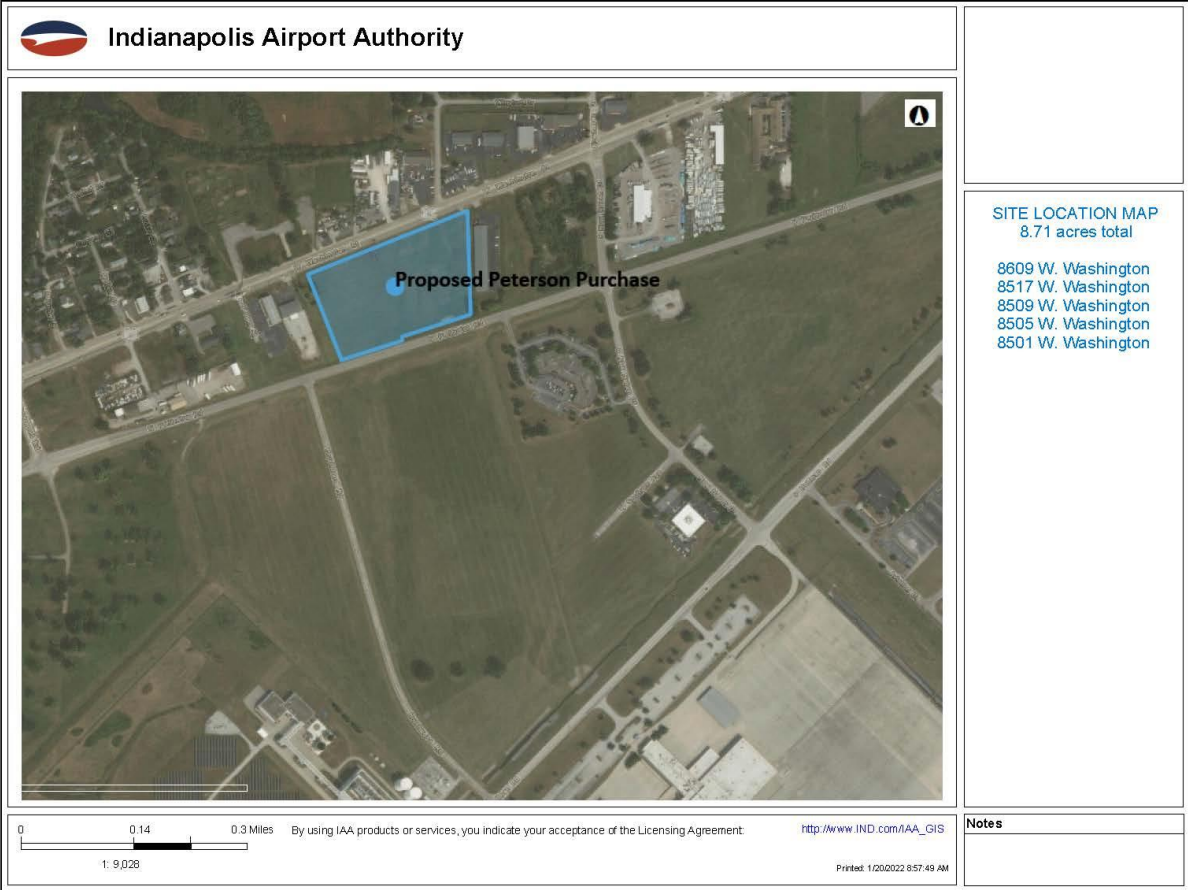 Indianapolis Airport Authority
Proposed Peterson Purchase
SITE LOCATION MAP
8.71 acres total
8609 W. Washington
8517 W. Washington
8509 W. Washington
8505 W. Washington
8501 W. Washington
0 0.14 0.3 Miles
1: 9,028
By using IAA products or services, you indicate your acceptance of the Licensing Agreement:
http://www.IND.com/IAA_GIS
Printed: 1/20/2022 8:57:49 AM
Notes